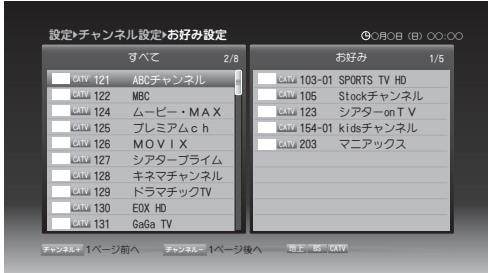 設定▸チャンネル設定▸お好み設定 ○月○日 (日) 00:00
すべて 2/8
CATV 121 ABCチャンネル
CATV 122 MBC
CATV 124 ムービー・MAX
CATV 125 プレミアムch
CATV 126 MOVIX
CATV 127 シアタープライム
CATV 128 キネマチャンネル
CATV 129 ドラマチックTV
CATV 130 EOX HD
CATV 131 GaGa TV
お好み 1/5
CATV 103-01 SPORTS TV HD
CATV 105 Stockチャンネル
CATV 123 シアターonTV
CATV 154-01 kidsチャンネル
CATV 203 マニアックス
チャンネル+ 1ページ前へ チャンネル- 1ページ後へ 地上 BS CATV